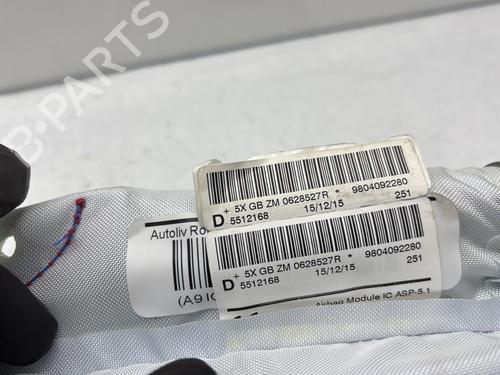 B-PARTS
+ 5X GB ZM 0628527R * 9804092280
D 5512168 15/12/15 251
Autoliv
+ 5X GB ZM 0628527R * 9804092280
D 5512168 15/12/15 251
Airbag Module IC ASP-5.1